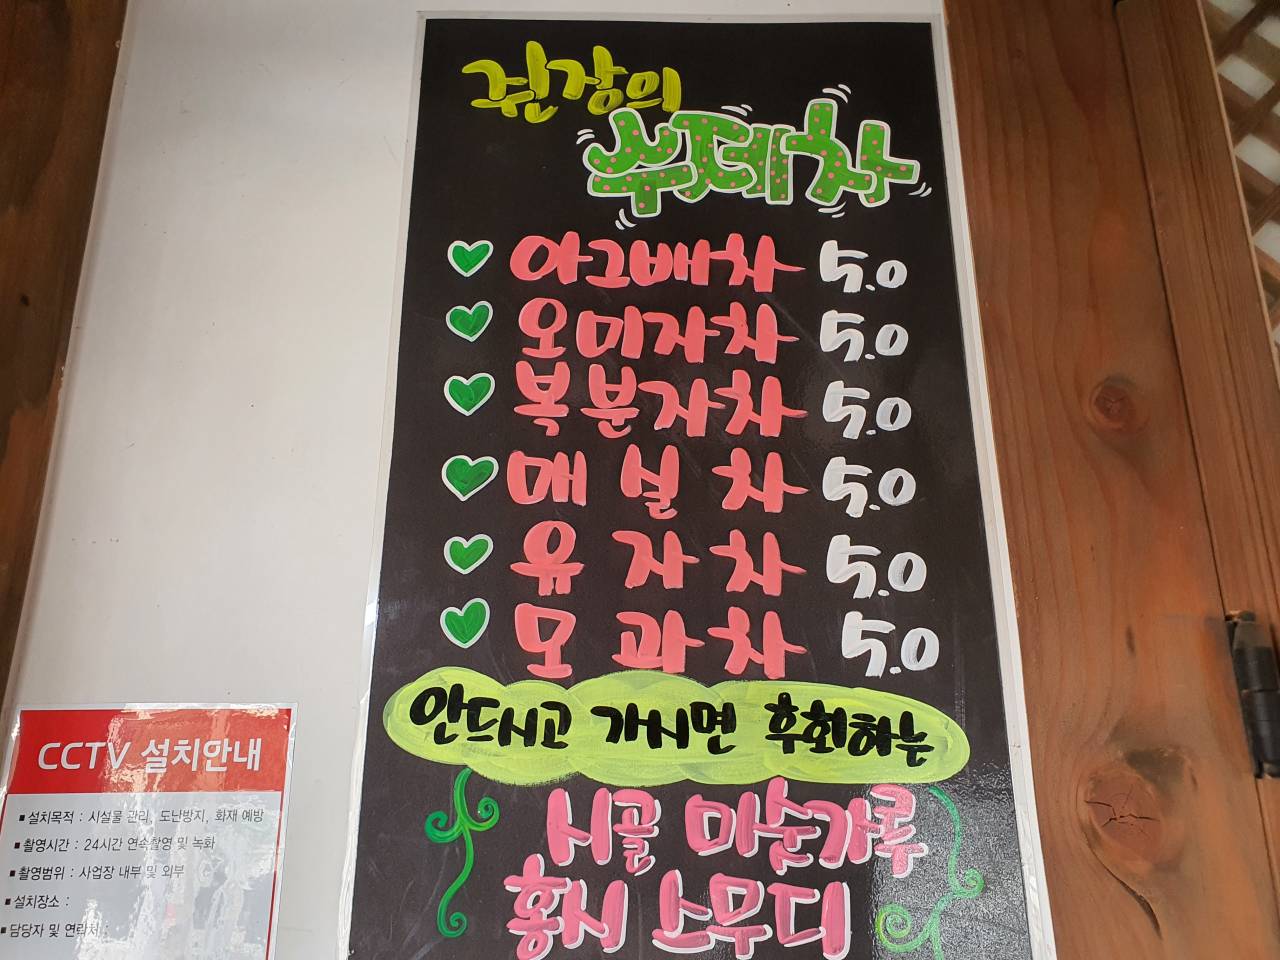 쥔장의
수제차
아그배차 5.0
오미자차 5.0
복분자차 5.0
매실차 5.0
유자차 5.0
모과차 5.0
안드시고 가시면 후회하는
시골 미숫가루
홍시 스무디
CCTV 설치안내
▪설치목적 : 시설물 관리, 도난방지, 화재 예방
▪촬영시간 : 24시간 연속촬영 및 녹화
▪촬영범위 : 사업장 내부 및 외부
▪설치장소 :
▪담당자 및 연락처 :